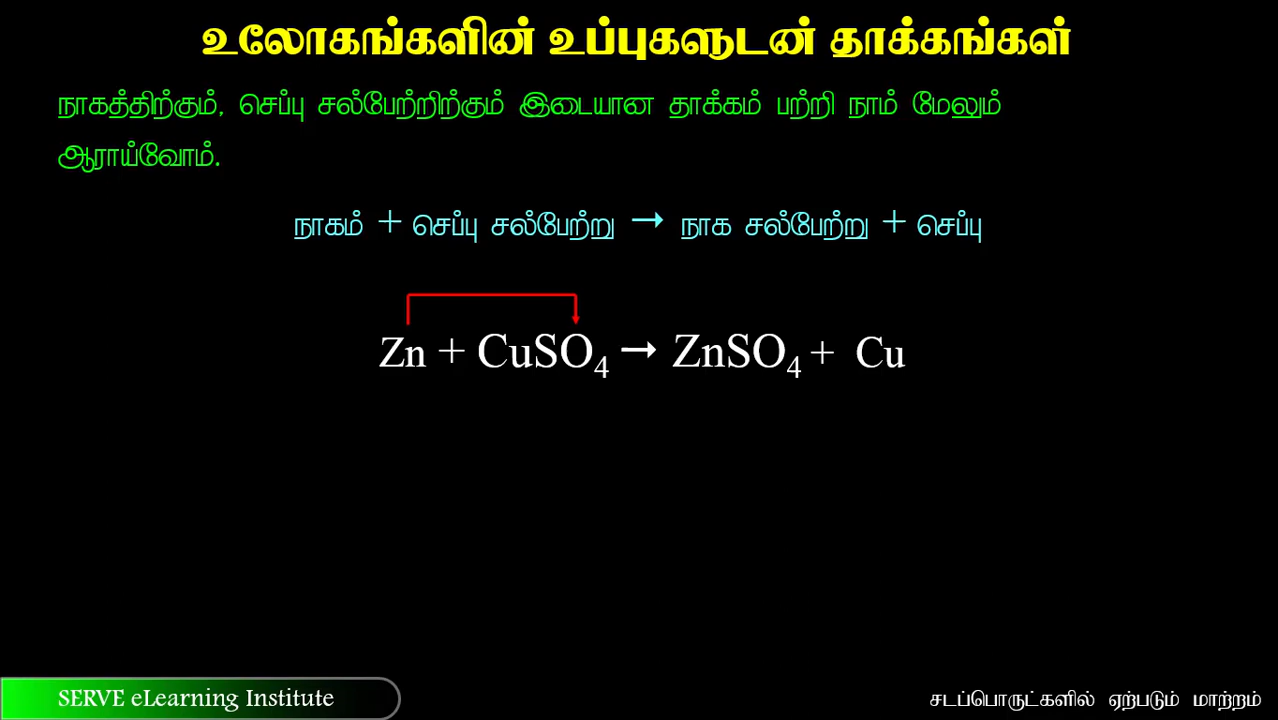 உலோகங்களின் உப்புகளுடன் தாக்கங்கள்
நாகத்திற்கும், செப்பு சல்பேற்றிற்கும் இடையான தாக்கம் பற்றி நாம் மேலும்
ஆராய்வோம்.
நாகம் + செப்பு சல்பேற்று → நாக சல்பேற்று + செப்பு
Zn + CuSO₄ → ZnSO₄ + Cu
SERVE eLearning Institute
சடப்பொருட்களில் ஏற்படும் மாற்றம்